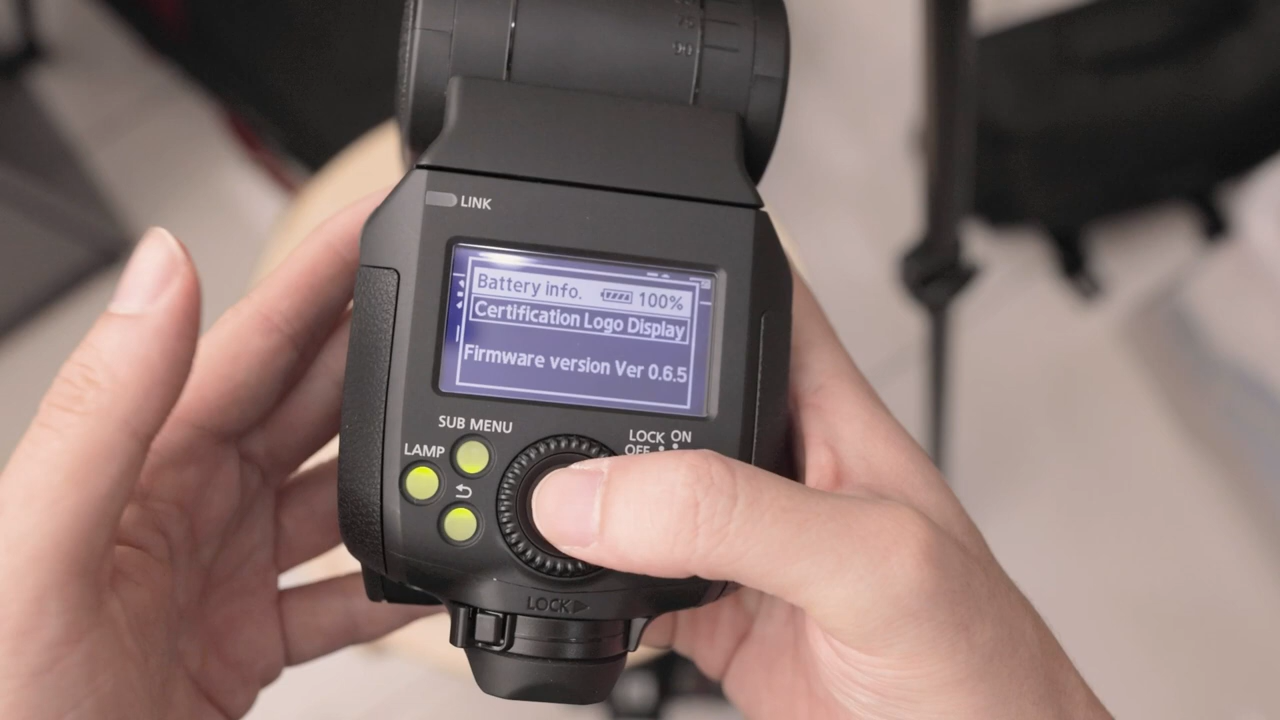 LINK
Battery info. 100%
Certification Logo Display
Firmware version Ver 0.6.5
SUB MENU
LAMP
LOCK ON
OFF
LOCK